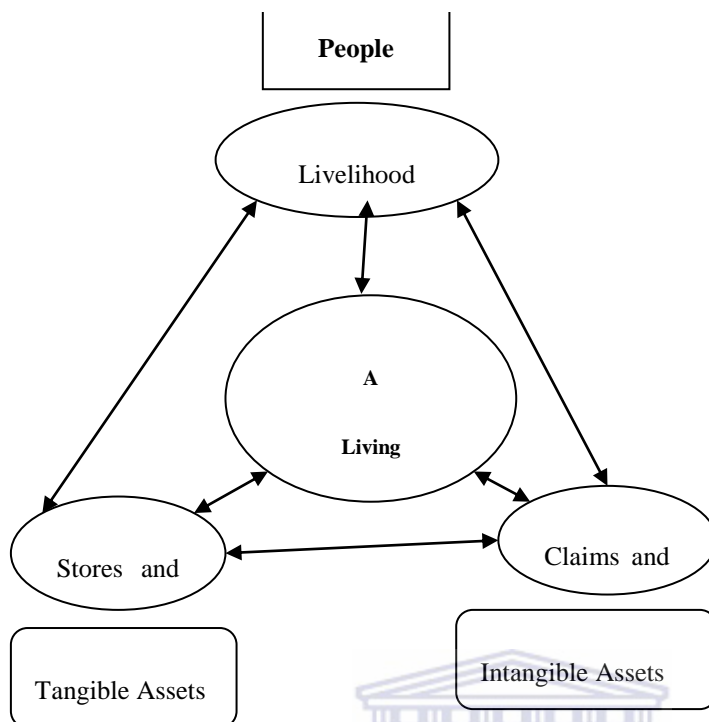 People
Livelihood
A
Living
Stores and
Claims and
Tangible Assets
Intangible Assets